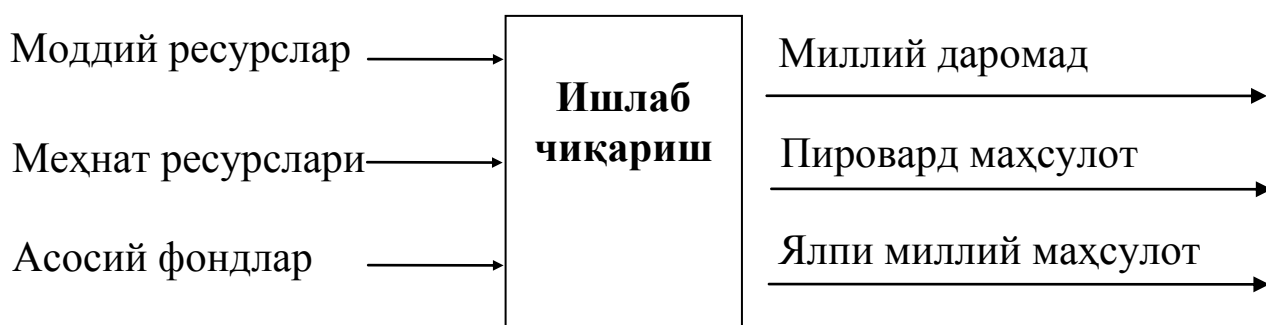 Моддий ресурслар
Меҳнат ресурслари
Асосий фондлар
Ишлаб
чиқариш
Миллий даромад
Пировард маҳсулот
Ялпи миллий маҳсулот